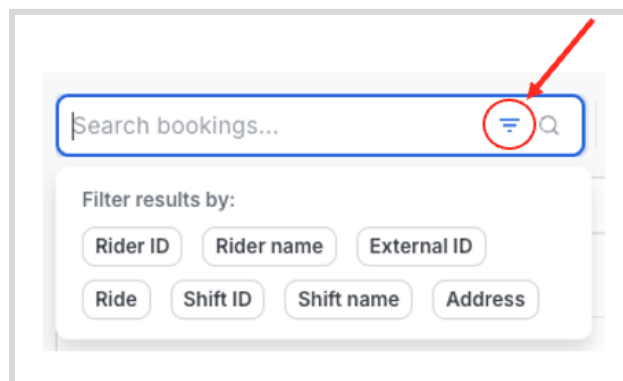 Search bookings...
Filter results by:
Rider ID Rider name External ID
Ride Shift ID Shift name Address